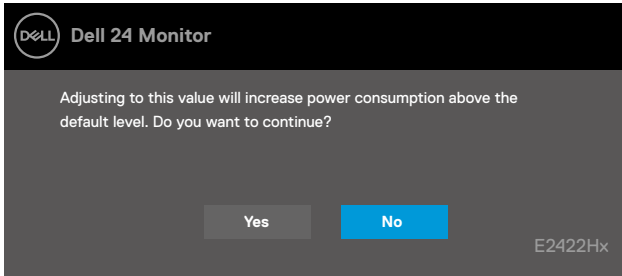 DELL
Dell 24 Monitor
Adjusting to this value will increase power consumption above the
default level. Do you want to continue?
Yes
No
E2422Hx